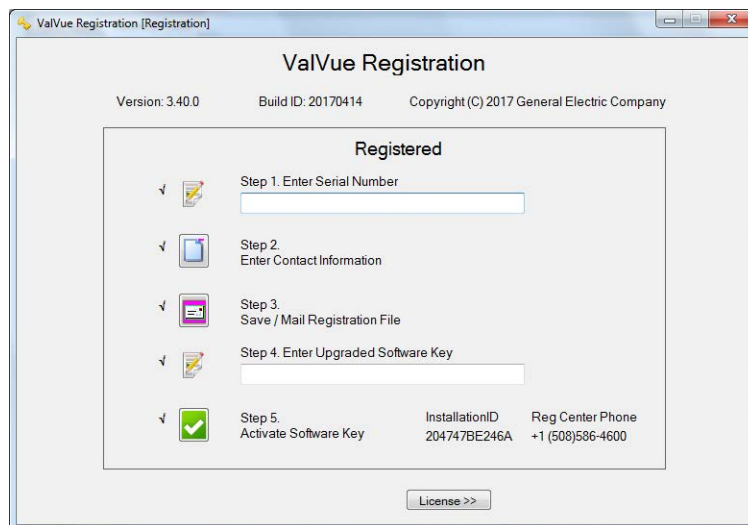 ValVue Registration [Registration]
ValVue Registration
Version: 3.40.0 Build ID: 20170414 Copyright (C) 2017 General Electric Company
Registered
√ Step 1. Enter Serial Number
√ Step 2.
Enter Contact Information
√ Step 3.
Save / Mail Registration File
√ Step 4. Enter Upgraded Software Key
√ Step 5. InstallationID Reg Center Phone
Activate Software Key 204747BE246A +1 (508)586-4600
License >>